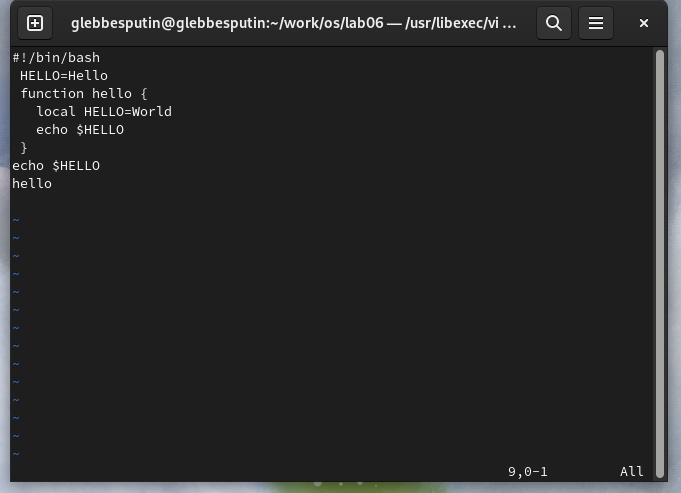 glebbesputin@glebbesputin:~/work/os/lab06 — /usr/libexec/vi ...
#!/bin/bash
 HELLO=Hello
 function hello {
   local HELLO=World
   echo $HELLO
 }
echo $HELLO
hello

~
~
~
~
~
~
~
~
~
~
~
~
~
~
9,0-1 All